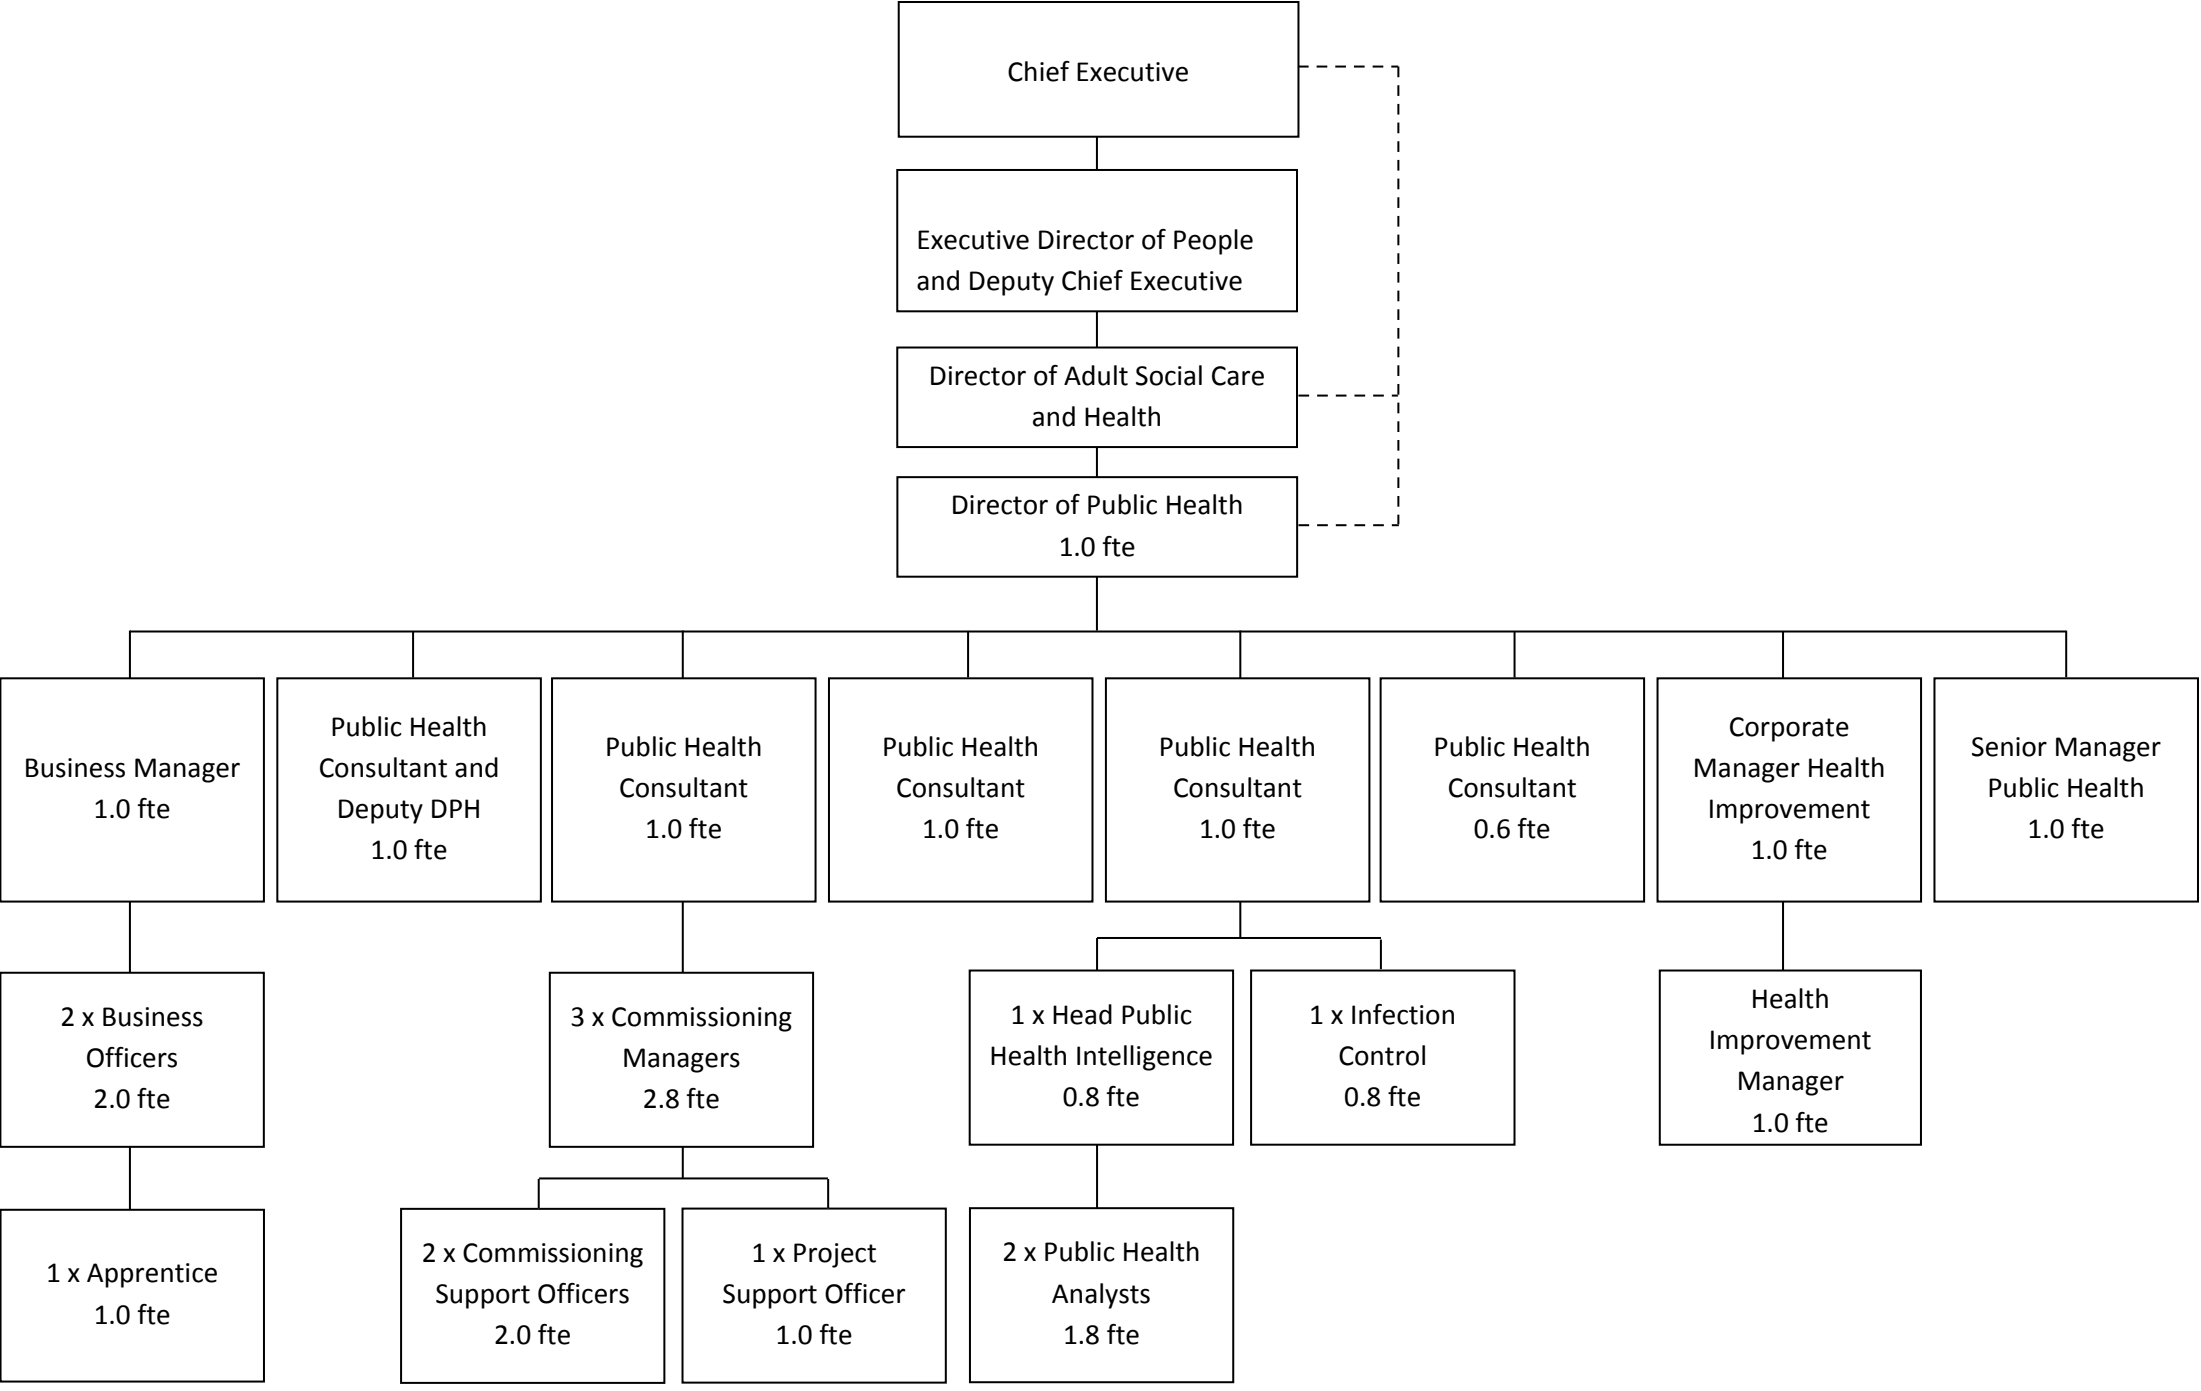 Chief Executive
Executive Director of People
and Deputy Chief Executive
Director of Adult Social Care
and Health
Director of Public Health
1.0 fte
Business Manager
1.0 fte
Public Health
Consultant and
Deputy DPH
1.0 fte
Public Health
Consultant
1.0 fte
Public Health
Consultant
1.0 fte
Public Health
Consultant
1.0 fte
Public Health
Consultant
0.6 fte
Corporate
Manager Health
Improvement
1.0 fte
Senior Manager
Public Health
1.0 fte
2 x Business
Officers
2.0 fte
3 x Commissioning
Managers
2.8 fte
1 x Head Public
Health Intelligence
0.8 fte
1 x Infection
Control
0.8 fte
Health
Improvement
Manager
1.0 fte
1 x Apprentice
1.0 fte
2 x Commissioning
Support Officers
2.0 fte
1 x Project
Support Officer
1.0 fte
2 x Public Health
Analysts
1.8 fte